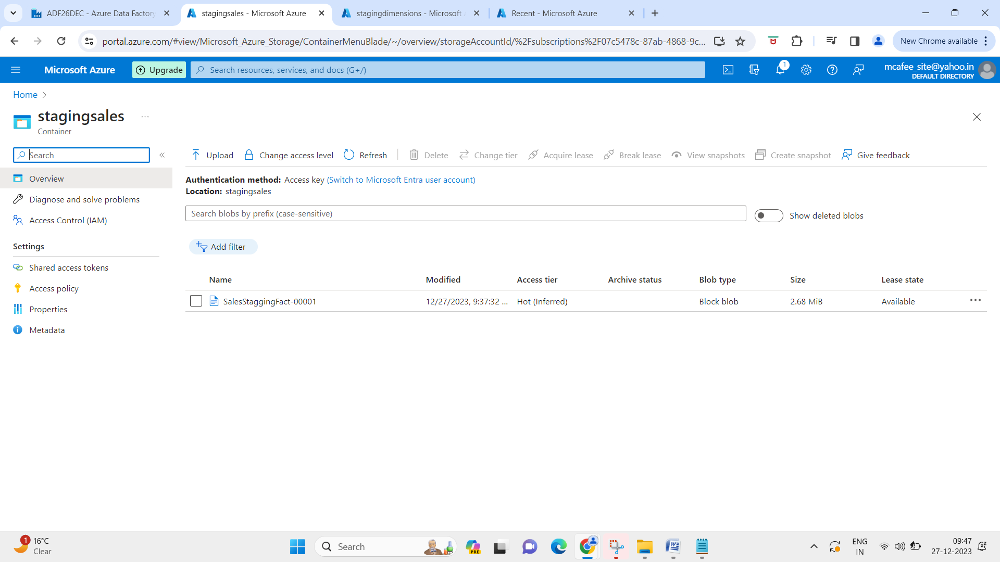 ADF26DEC - Azure Data Factory
stagingsales - Microsoft Azure
stagingdimensions - Microsoft A
Recent - Microsoft Azure
portal.azure.com/#view/Microsoft_Azure_Storage/ContainerMenuBlade/~/overview/storageAccountId/%2Fsubscriptions%2F07c5478c-87ab-4868-9c...
New Chrome available
Microsoft Azure
Upgrade
Search resources, services, and docs (G+/)
1
mcafee_site@yahoo.in
DEFAULT DIRECTORY
Home
stagingsales ...
Container
Search
«
Upload
Change access level
Refresh
Delete
Change tier
Acquire lease
Break lease
View snapshots
Create snapshot
Give feedback
Overview
Diagnose and solve problems
Access Control (IAM)
Settings
Shared access tokens
Access policy
Properties
Metadata
Authentication method: Access key (Switch to Microsoft Entra user account)
Location: stagingsales
Search blobs by prefix (case-sensitive)
Show deleted blobs
Add filter
Name Modified Access tier Archive status Blob type Size Lease state
SalesStaggingFact-00001 12/27/2023, 9:37:32 ... Hot (Inferred) Block blob 2.68 MiB Available ...
1
16°C
Clear
Search
PRE
ENG
IN
09:47
27-12-2023